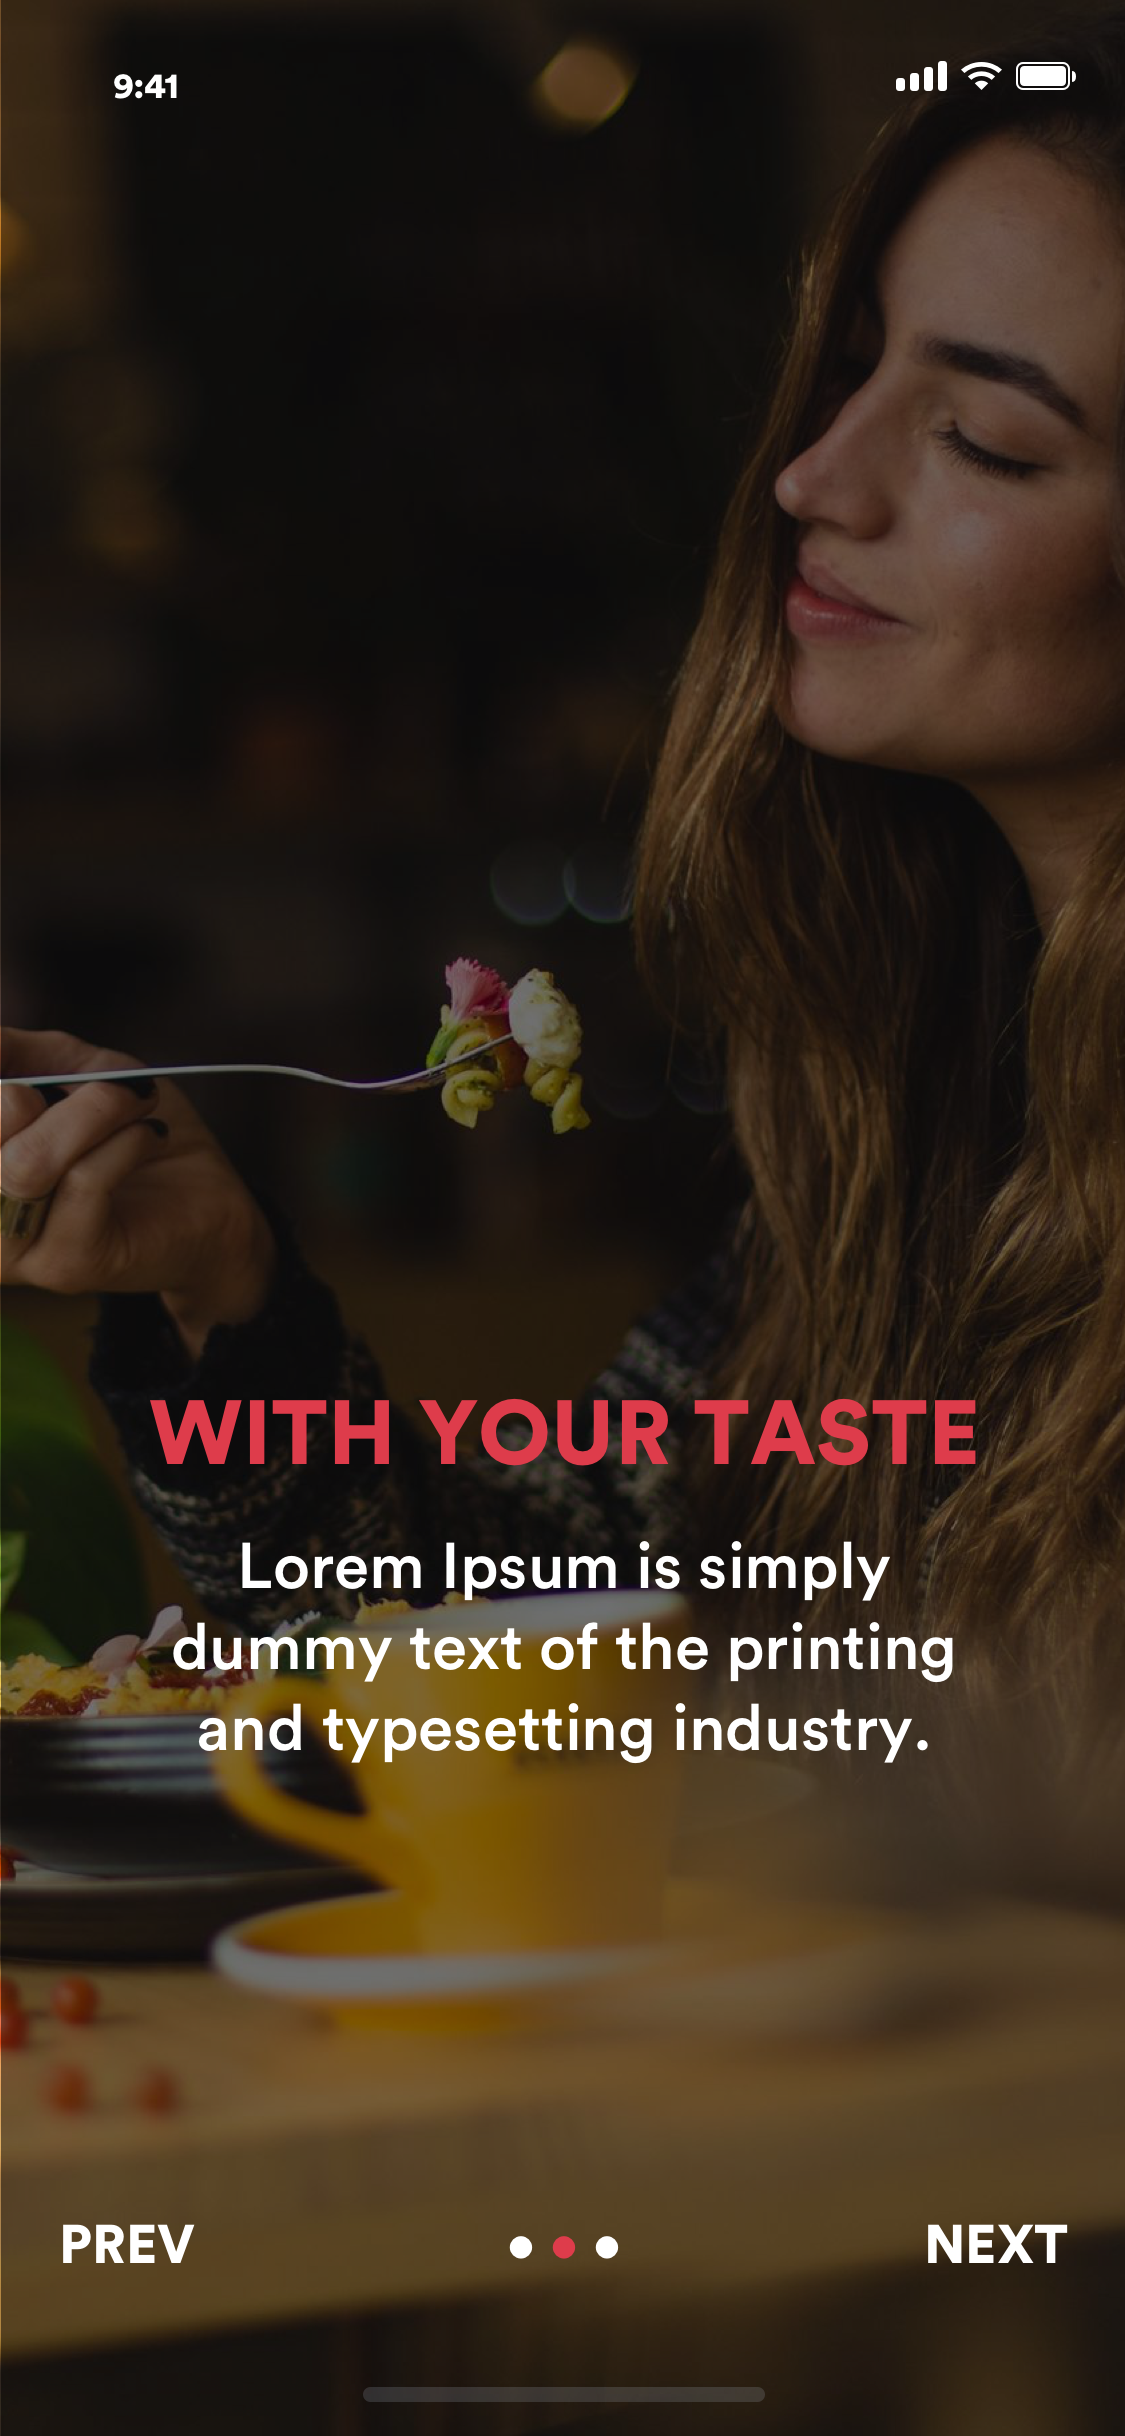 9:41
WITH YOUR TASTE
Lorem Ipsum is simply
dummy text of the printing
and typesetting industry.
PREV
NEXT